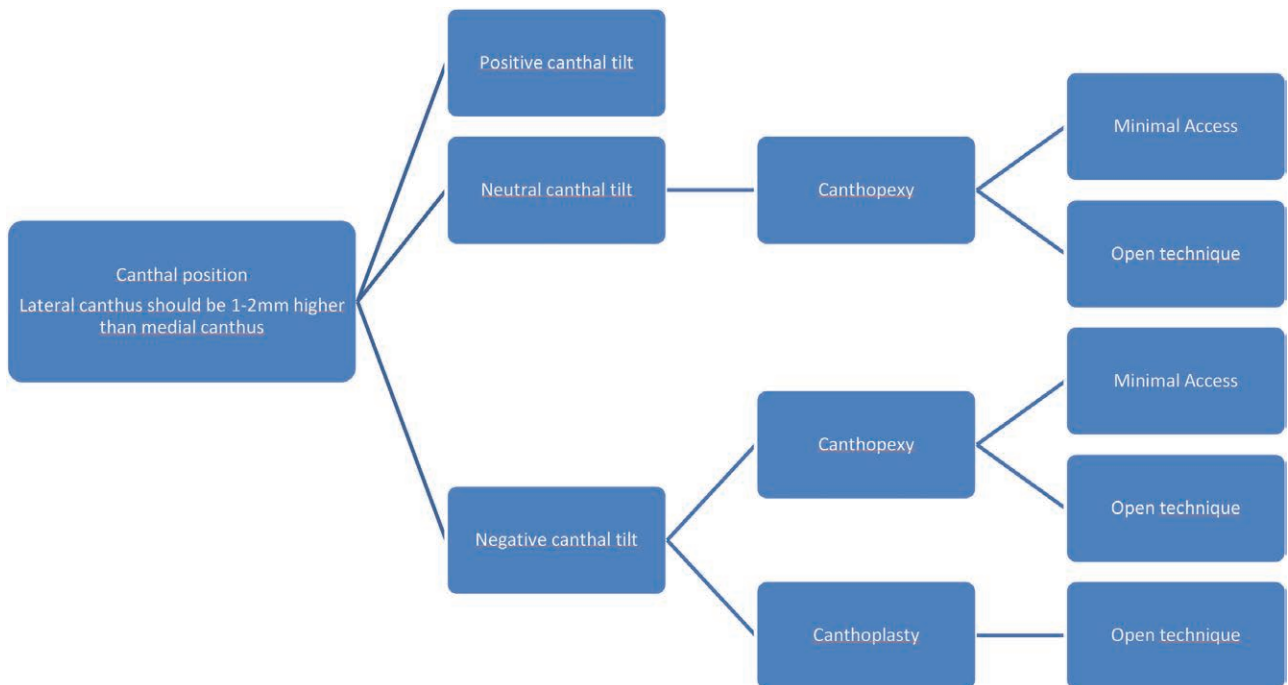 Canthal position
Lateral canthus should be 1-2mm higher
than medial canthus
Positive canthal tilt
Neutral canthal tilt
Negative canthal tilt
Canthopexy
Canthopexy
Canthoplasty
Minimal Access
Open technique
Minimal Access
Open technique
Open technique